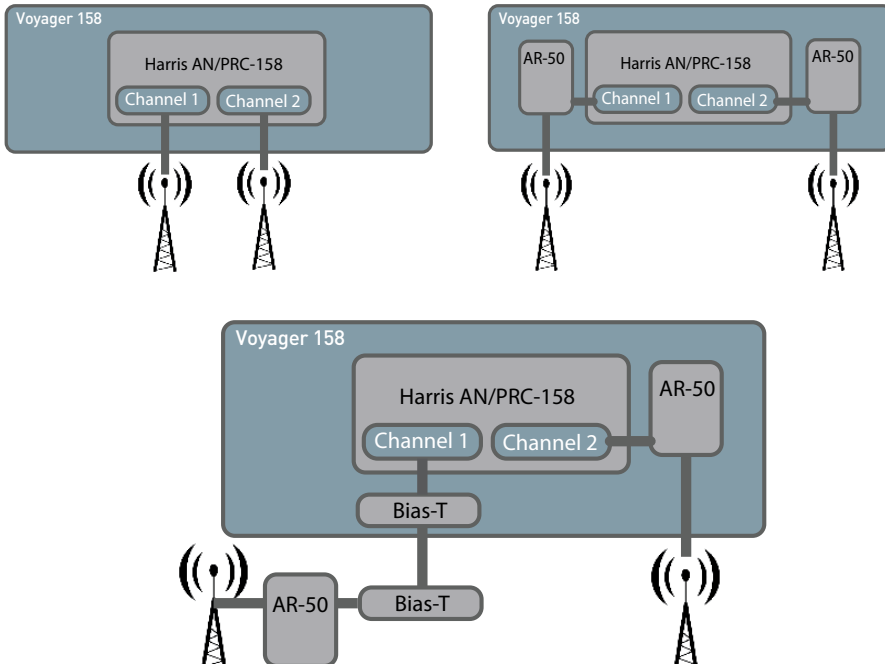 Voyager 158
Harris AN/PRC-158
Channel 1
Channel 2
Voyager 158
AR-50
Harris AN/PRC-158
Channel 1
Channel 2
AR-50
Voyager 158
Harris AN/PRC-158
AR-50
Channel 1
Channel 2
Bias-T
AR-50
Bias-T